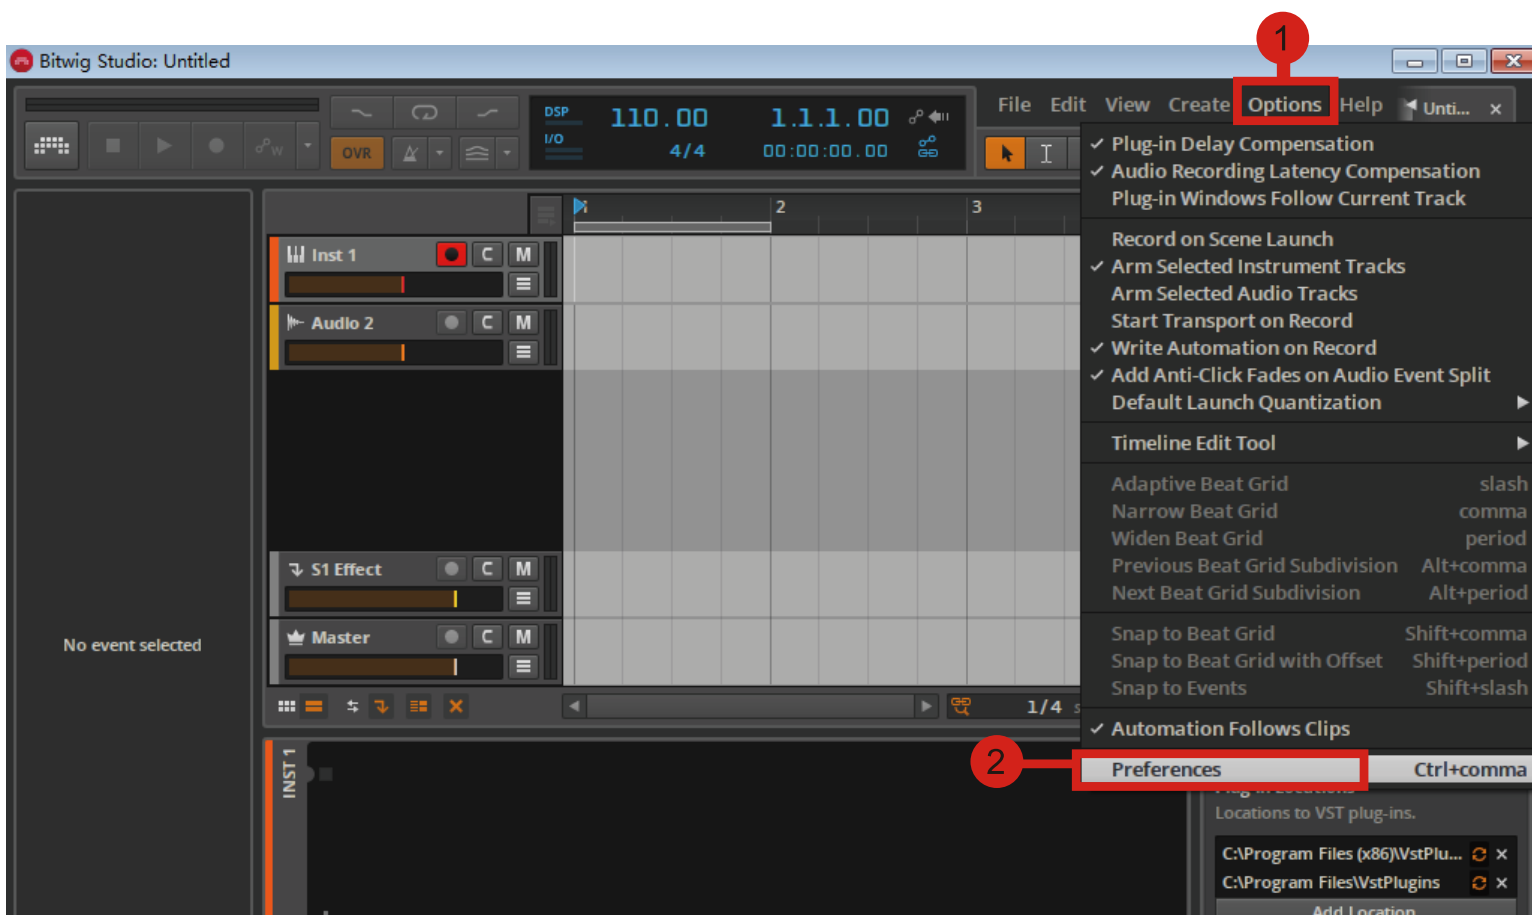 1
Bitwig Studio: Untitled
File Edit View Create Options Help Unti...
DSP 110.00 1.1.1.00
I/O 4/4 00:00:00.00
OVR
W
Plug-in Delay Compensation
Audio Recording Latency Compensation
Plug-in Windows Follow Current Track
Record on Scene Launch
Arm Selected Instrument Tracks
Arm Selected Audio Tracks
Start Transport on Record
Write Automation on Record
Add Anti-Click Fades on Audio Event Split
Default Launch Quantization
Timeline Edit Tool
Adaptive Beat Grid slash
Narrow Beat Grid comma
Widen Beat Grid period
Previous Beat Grid Subdivision Alt+comma
Next Beat Grid Subdivision Alt+period
Snap to Beat Grid Shift+comma
Snap to Beat Grid with Offset Shift+period
Snap to Events Shift+slash
Automation Follows Clips
2
Preferences Ctrl+comma
2 3
Inst 1 C M
Audio 2 C M
S1 Effect C M
Master C M
No event selected
1/4
INST 1
Locations to VST plug-ins.
C:\Program Files (x86)\VstPlu...
C:\Program Files\VstPlugins
Add Location